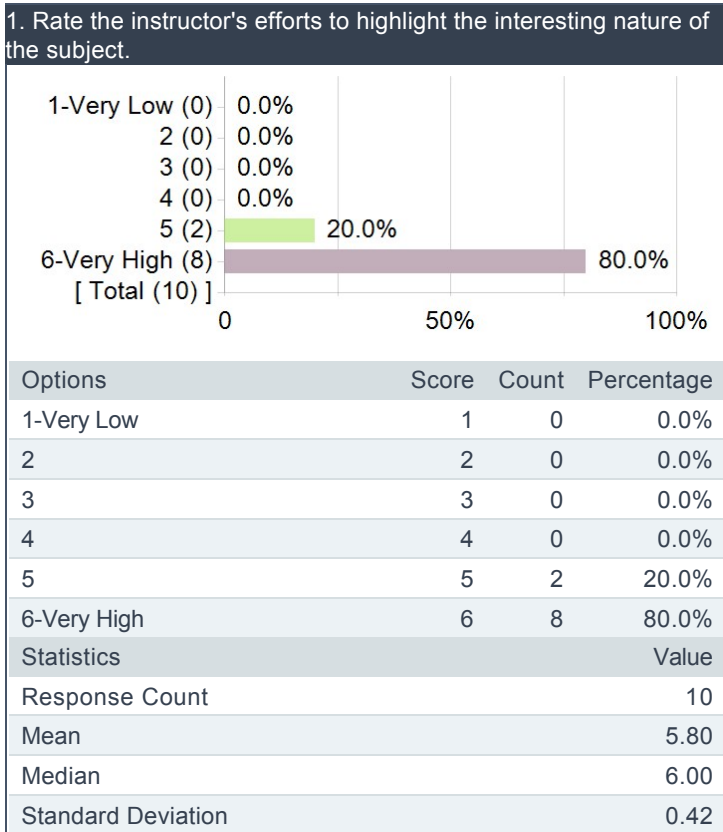 1. Rate the instructor's efforts to highlight the interesting nature of
the subject.
1-Very Low (0) 0.0%
2 (0) 0.0%
3 (0) 0.0%
4 (0) 0.0%
5 (2) 20.0%
6-Very High (8) 80.0%
[ Total (10) ]
0 50% 100%
Options Score Count Percentage
1-Very Low 1 0 0.0%
2 2 0 0.0%
3 3 0 0.0%
4 4 0 0.0%
5 5 2 20.0%
6-Very High 6 8 80.0%
Statistics Value
Response Count 10
Mean 5.80
Median 6.00
Standard Deviation 0.42